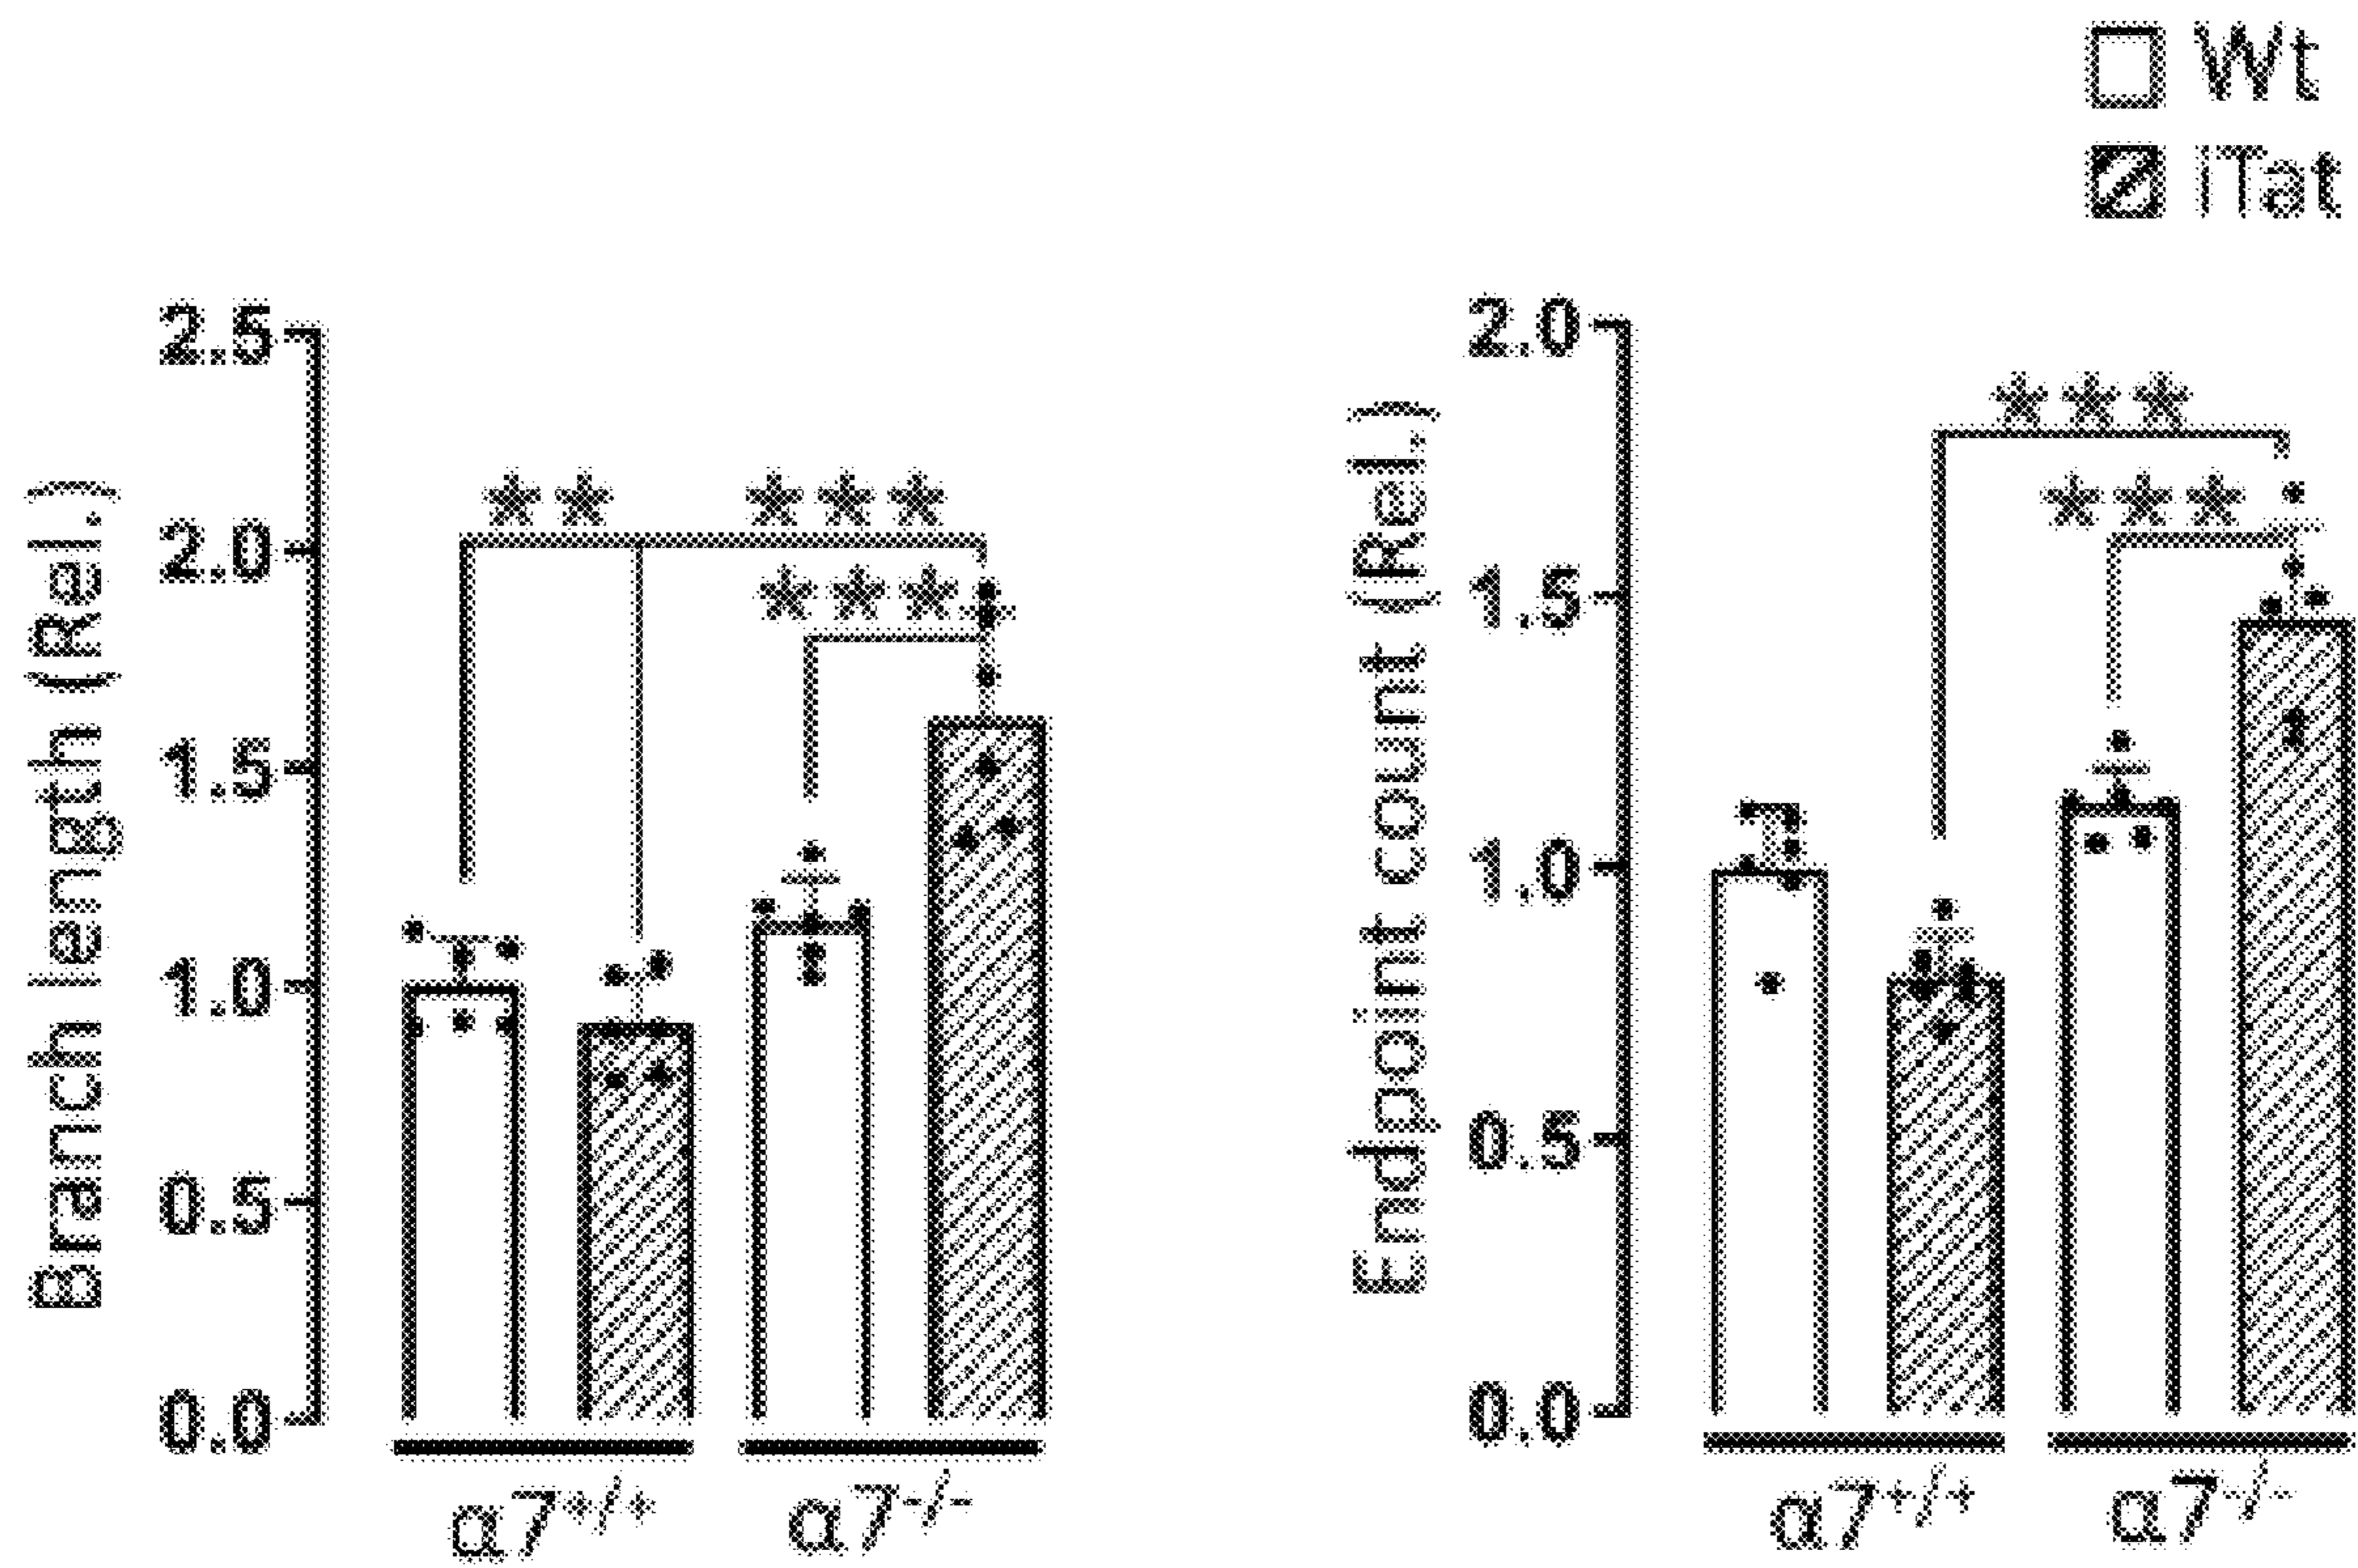 Wt
iTat
Branch length (Rel.)
2.5
2.0
1.5
1.0
0.5
0.0
** ***
***
α7+/+ α7-/-
Endpoint count (Rel.)
2.0
1.5
1.0
0.5
0.0
***
***
α7+/+ α7-/-